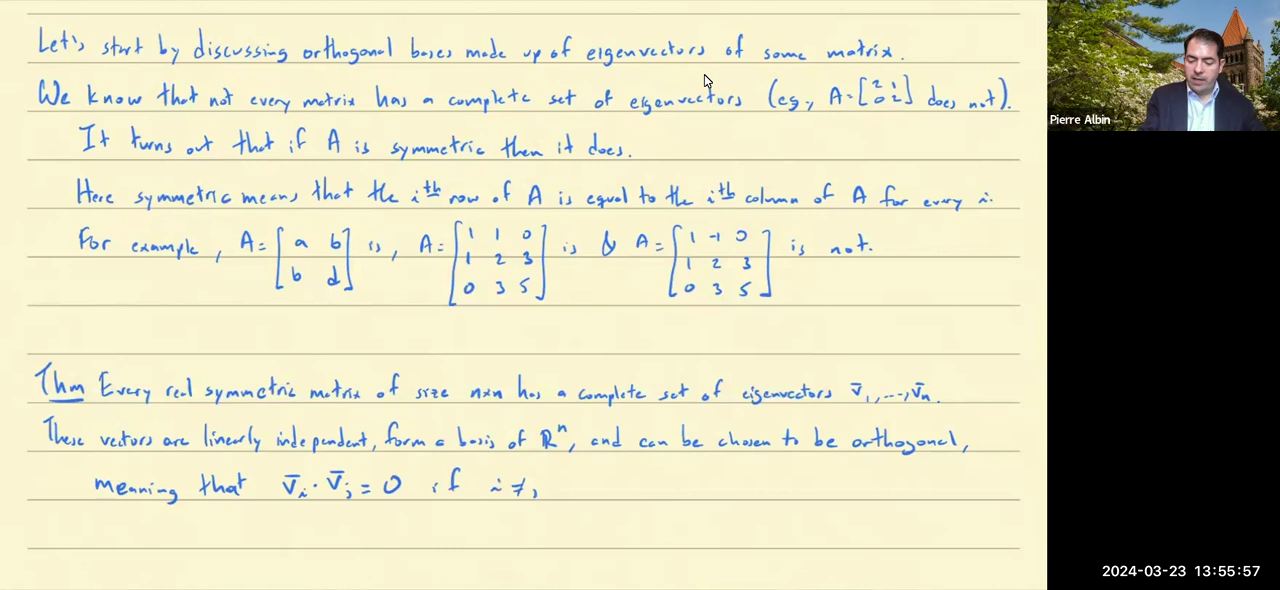 Let's start by discussing orthogonal bases made up of eigenvectors of some matrix.
We know that not every matrix has a complete set of eigenvectors (eg, A=[2 1; 0 2] does not).
It turns out that if A is symmetric then it does.
Here symmetric means that the iᵗʰ row of A is equal to the iᵗʰ column of A for every i.
For example, A=[a b; b d] is, A=[1 1 0; 1 2 3; 0 3 5] is & A=[1 -1 0; 1 2 3; 0 3 5] is not.
Thm Every real symmetric matrix of size n×n has a complete set of eigenvectors v̄₁,...,v̄ₙ.
These vectors are linearly independent, form a basis of ℝⁿ, and can be chosen to be orthogonal,
meaning that v̄ᵢ·v̄ⱼ=0 if i≠j
Pierre Albin
2024-03-23 13:55:57